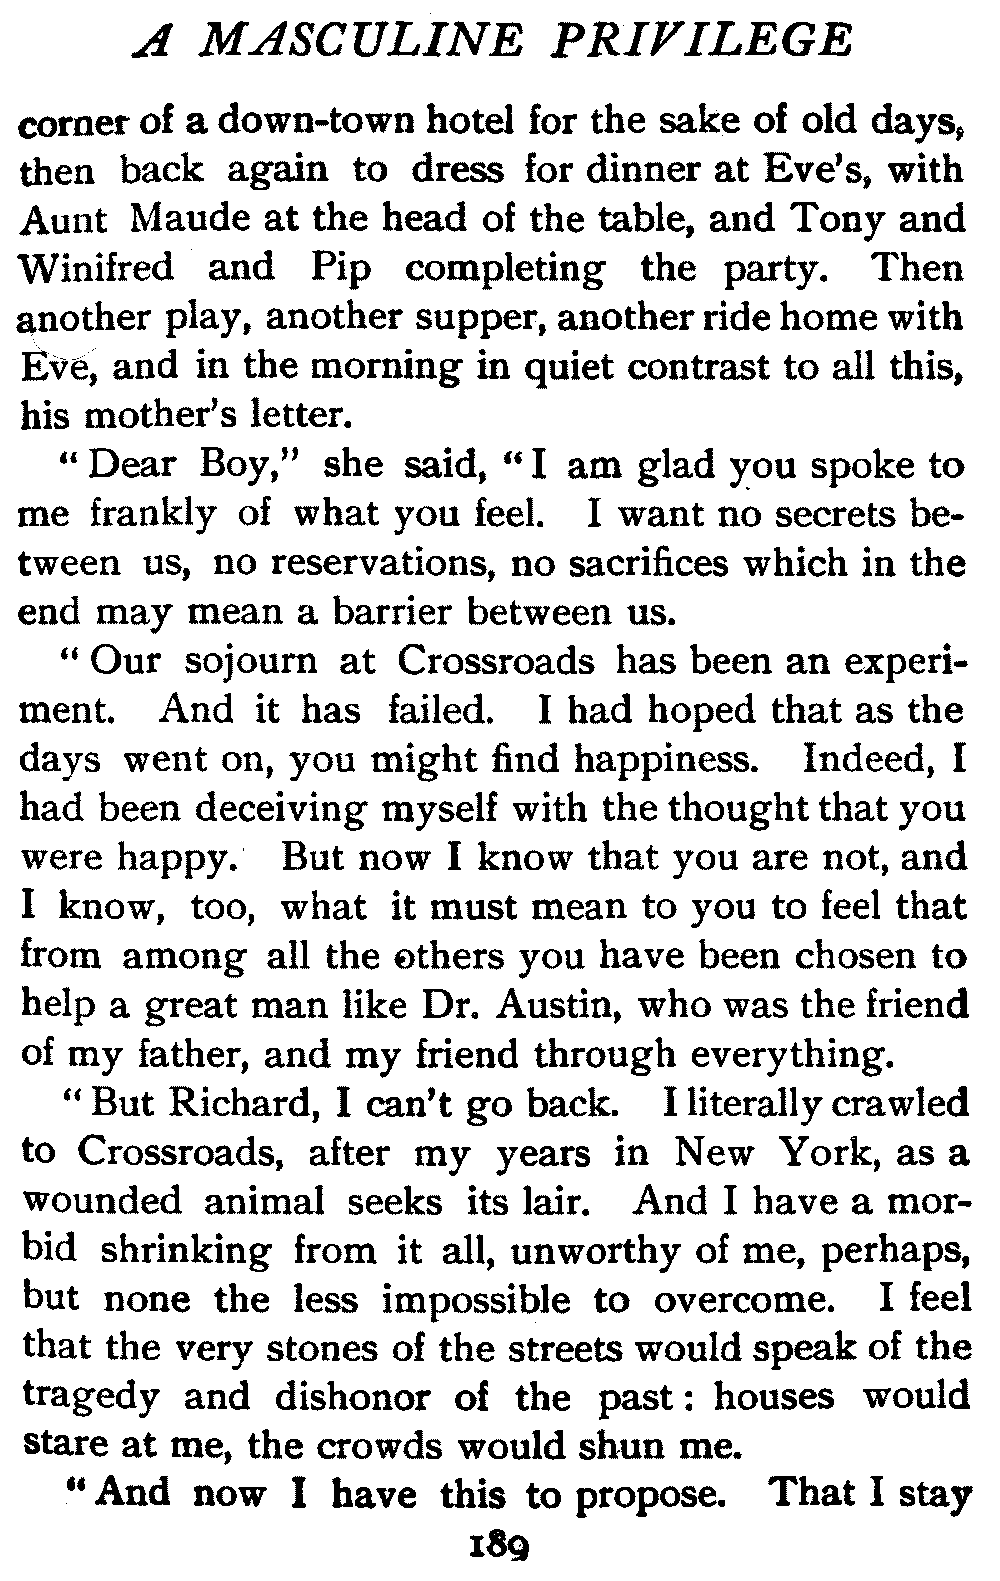 A MASCULINE PRIVILEGE
corner of a down-town hotel for the sake of old days,
then back again to dress for dinner at Eve's, with
Aunt Maude at the head of the table, and Tony and
Winifred and Pip completing the party. Then
another play, another supper, another ride home with
Eve, and in the morning in quiet contrast to all this,
his mother's letter.
“Dear Boy,” she said, “I am glad you spoke to
me frankly of what you feel. I want no secrets be-
tween us, no reservations, no sacrifices which in the
end may mean a barrier between us.
“Our sojourn at Crossroads has been an experi-
ment. And it has failed. I had hoped that as the
days went on, you might find happiness. Indeed, I
had been deceiving myself with the thought that you
were happy. But now I know that you are not, and
I know, too, what it must mean to you to feel that
from among all the others you have been chosen to
help a great man like Dr. Austin, who was the friend
of my father, and my friend through everything.
“But Richard, I can't go back. I literally crawled
to Crossroads, after my years in New York, as a
wounded animal seeks its lair. And I have a mor-
bid shrinking from it all, unworthy of me, perhaps,
but none the less impossible to overcome. I feel
that the very stones of the streets would speak of the
tragedy and dishonor of the past: houses would
stare at me, the crowds would shun me.
“And now I have this to propose. That I stay
189